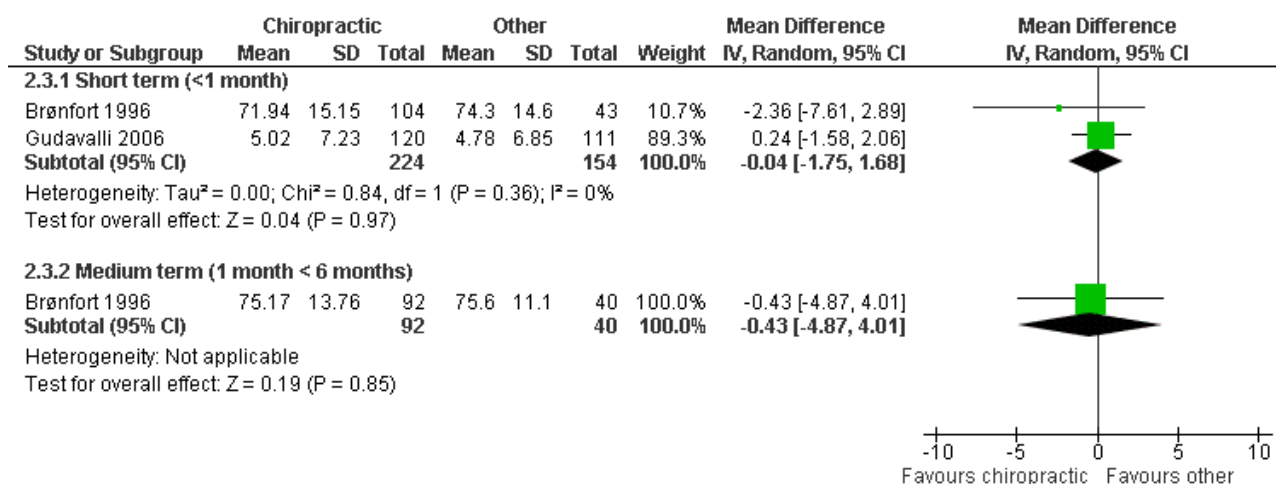 Chiropractic Other Mean Difference Mean Difference
Study or Subgroup Mean SD Total Mean SD Total Weight IV, Random, 95% CI IV, Random, 95% CI
2.3.1 Short term (<1 month)
Brønfort 1996 71.94 15.15 104 74.3 14.6 43 10.7% -2.36 [-7.61, 2.89]
Gudavalli 2006 5.02 7.23 120 4.78 6.85 111 89.3% 0.24 [-1.58, 2.06]
Subtotal (95% CI) 224 154 100.0% -0.04 [-1.75, 1.68]
Heterogeneity: Tau² = 0.00; Chi² = 0.84, df = 1 (P = 0.36); I² = 0%
Test for overall effect: Z = 0.04 (P = 0.97)
2.3.2 Medium term (1 month < 6 months)
Brønfort 1996 75.17 13.76 92 75.6 11.1 40 100.0% -0.43 [-4.87, 4.01]
Subtotal (95% CI) 92 40 100.0% -0.43 [-4.87, 4.01]
Heterogeneity: Not applicable
Test for overall effect: Z = 0.19 (P = 0.85)
-10 -5 0 5 10
Favours chiropractic Favours other